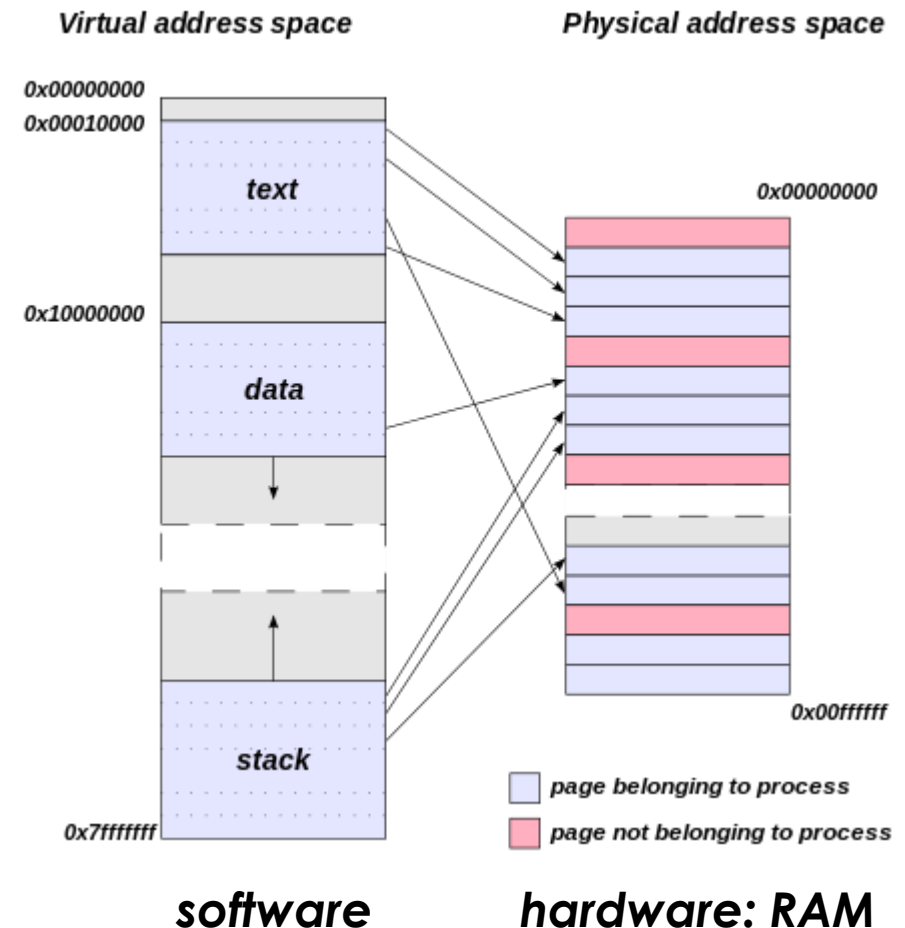 Virtual address space
Physical address space
0x00000000
0x00010000
text
0x00000000
0x10000000
data
stack
0x00ffffff
page belonging to process
0x7fffffff
page not belonging to process
software
hardware: RAM